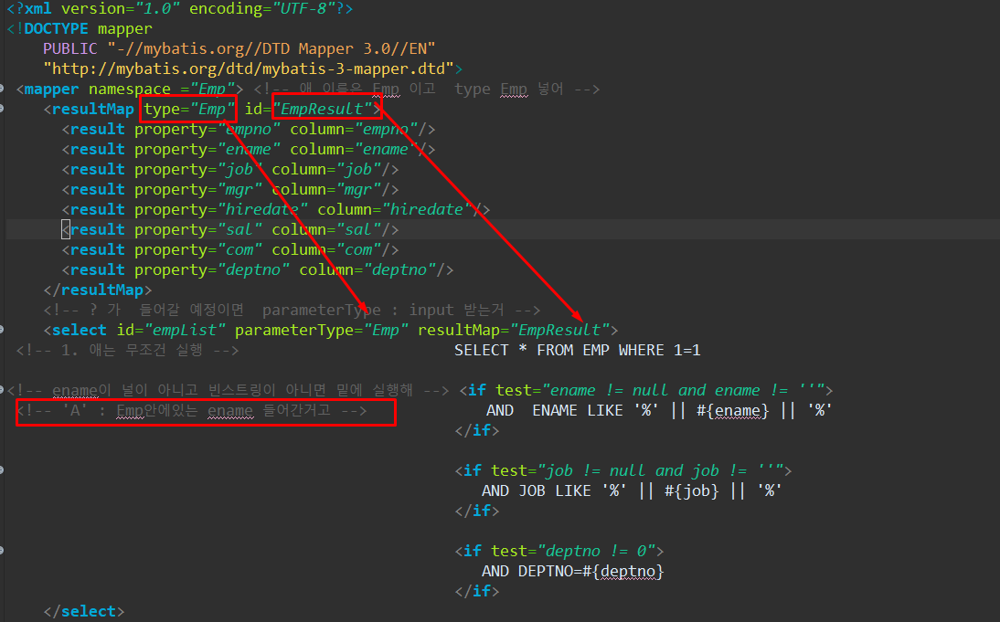 <?xml version="1.0" encoding="UTF-8"?>
<!DOCTYPE mapper
PUBLIC "-//mybatis.org//DTD Mapper 3.0//EN"
"http://mybatis.org/dtd/mybatis-3-mapper.dtd">
<mapper namespace ="Emp"> <!-- 애 이름은 Emp 이고  type Emp 넣어 -->
<resultMap type="Emp" id="EmpResult">
<result property="empno" column="empno"/>
<result property="ename" column="ename"/>
<result property="job" column="job"/>
<result property="mgr" column="mgr"/>
<result property="hiredate" column="hiredate"/>
<result property="sal" column="sal"/>
<result property="com" column="com"/>
<result property="deptno" column="deptno"/>
</resultMap>
<!-- ? 가  들어갈 예정이면  parameterType : input 받는거 -->
<select id="empList" parameterType="Emp" resultMap="EmpResult">
<!-- 1. 애는 무조건 실행 --> SELECT * FROM EMP WHERE 1=1
<!-- ename이 널이 아니고 빈스트링이 아니면 밑에 실행해 --> <if test="ename != null and ename != ''">
<!-- 'A' : Emp안에있는 ename 들어간거고 --> AND  ENAME LIKE '%' || #{ename} || '%'
</if>
<if test="job != null and job != ''">
AND JOB LIKE '%' || #{job} || '%'
</if>
<if test="deptno != 0">
AND DEPTNO=#{deptno}
</if>
</select>